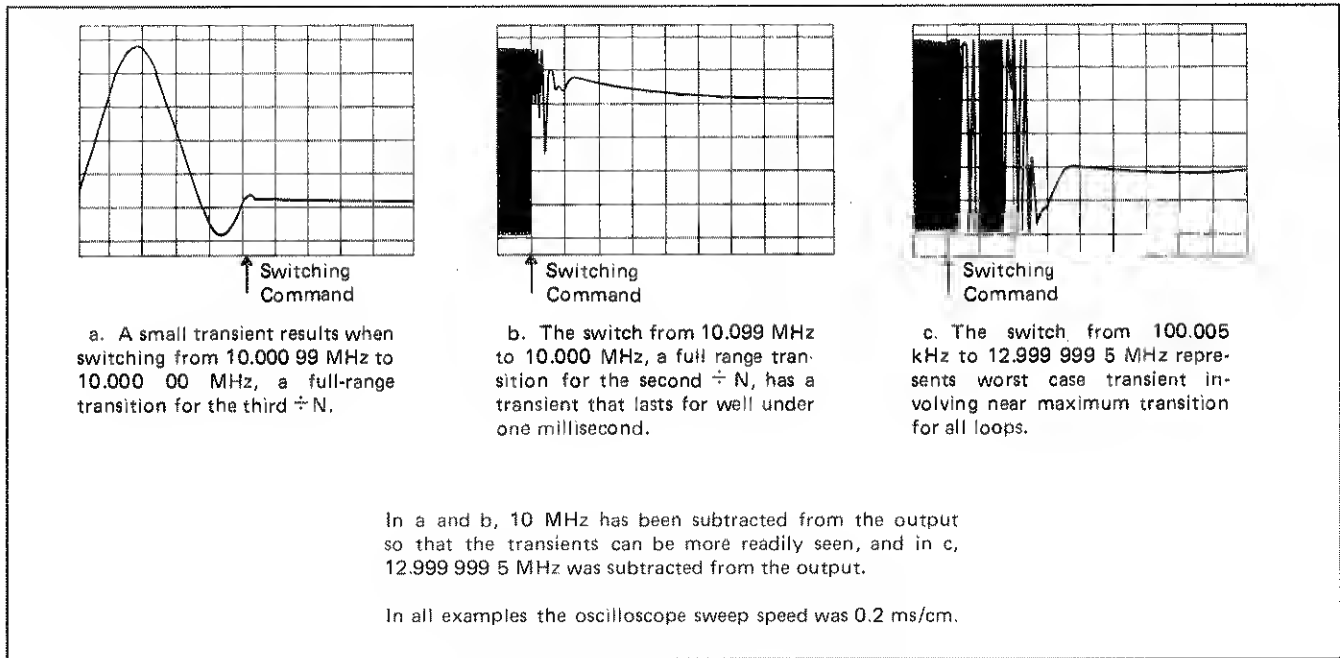 Switching
Command
a. A small transient results when
switching from 10.000 99 MHz to
10.000 00 MHz, a full-range
transition for the third ÷ N.
Switching
Command
b. The switch from 10.099 MHz
to 10.000 MHz, a full range tran-
sition for the second ÷ N, has a
transient that lasts for well under
one millisecond.
Switching
Command
c. The switch from 100.005
kHz to 12.999 999 5 MHz repre-
sents worst case transient in-
volving near maximum transition
for all loops.
In a and b, 10 MHz has been subtracted from the output
so that the transients can be more readily seen, and in c,
12.999 999 5 MHz was subtracted from the output.
In all examples the oscilloscope sweep speed was 0.2 ms/cm.